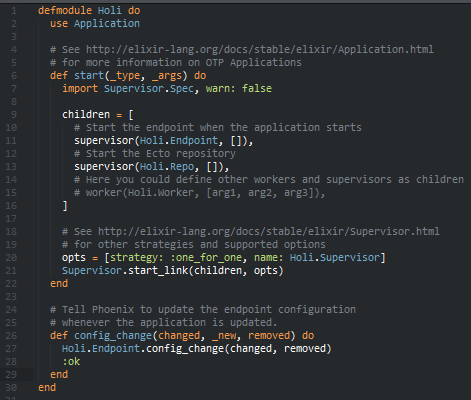 1 defmodule Holi do
2   use Application
3
4   # See http://elixir-lang.org/docs/stable/elixir/Application.html
5   # for more information on OTP Applications
6   def start(_type, _args) do
7     import Supervisor.Spec, warn: false
8
9     children = [
10       # Start the endpoint when the application starts
11       supervisor(Holi.Endpoint, []),
12       # Start the Ecto repository
13       supervisor(Holi.Repo, []),
14       # Here you could define other workers and supervisors as children
15       # worker(Holi.Worker, [arg1, arg2, arg3]),
16     ]
17
18     # See http://elixir-lang.org/docs/stable/elixir/Supervisor.html
19     # for other strategies and supported options
20     opts = [strategy: :one_for_one, name: Holi.Supervisor]
21     Supervisor.start_link(children, opts)
22   end
23
24   # Tell Phoenix to update the endpoint configuration
25   # whenever the application is updated.
26   def config_change(changed, _new, removed) do
27     Holi.Endpoint.config_change(changed, removed)
28     :ok
29   end
30 end